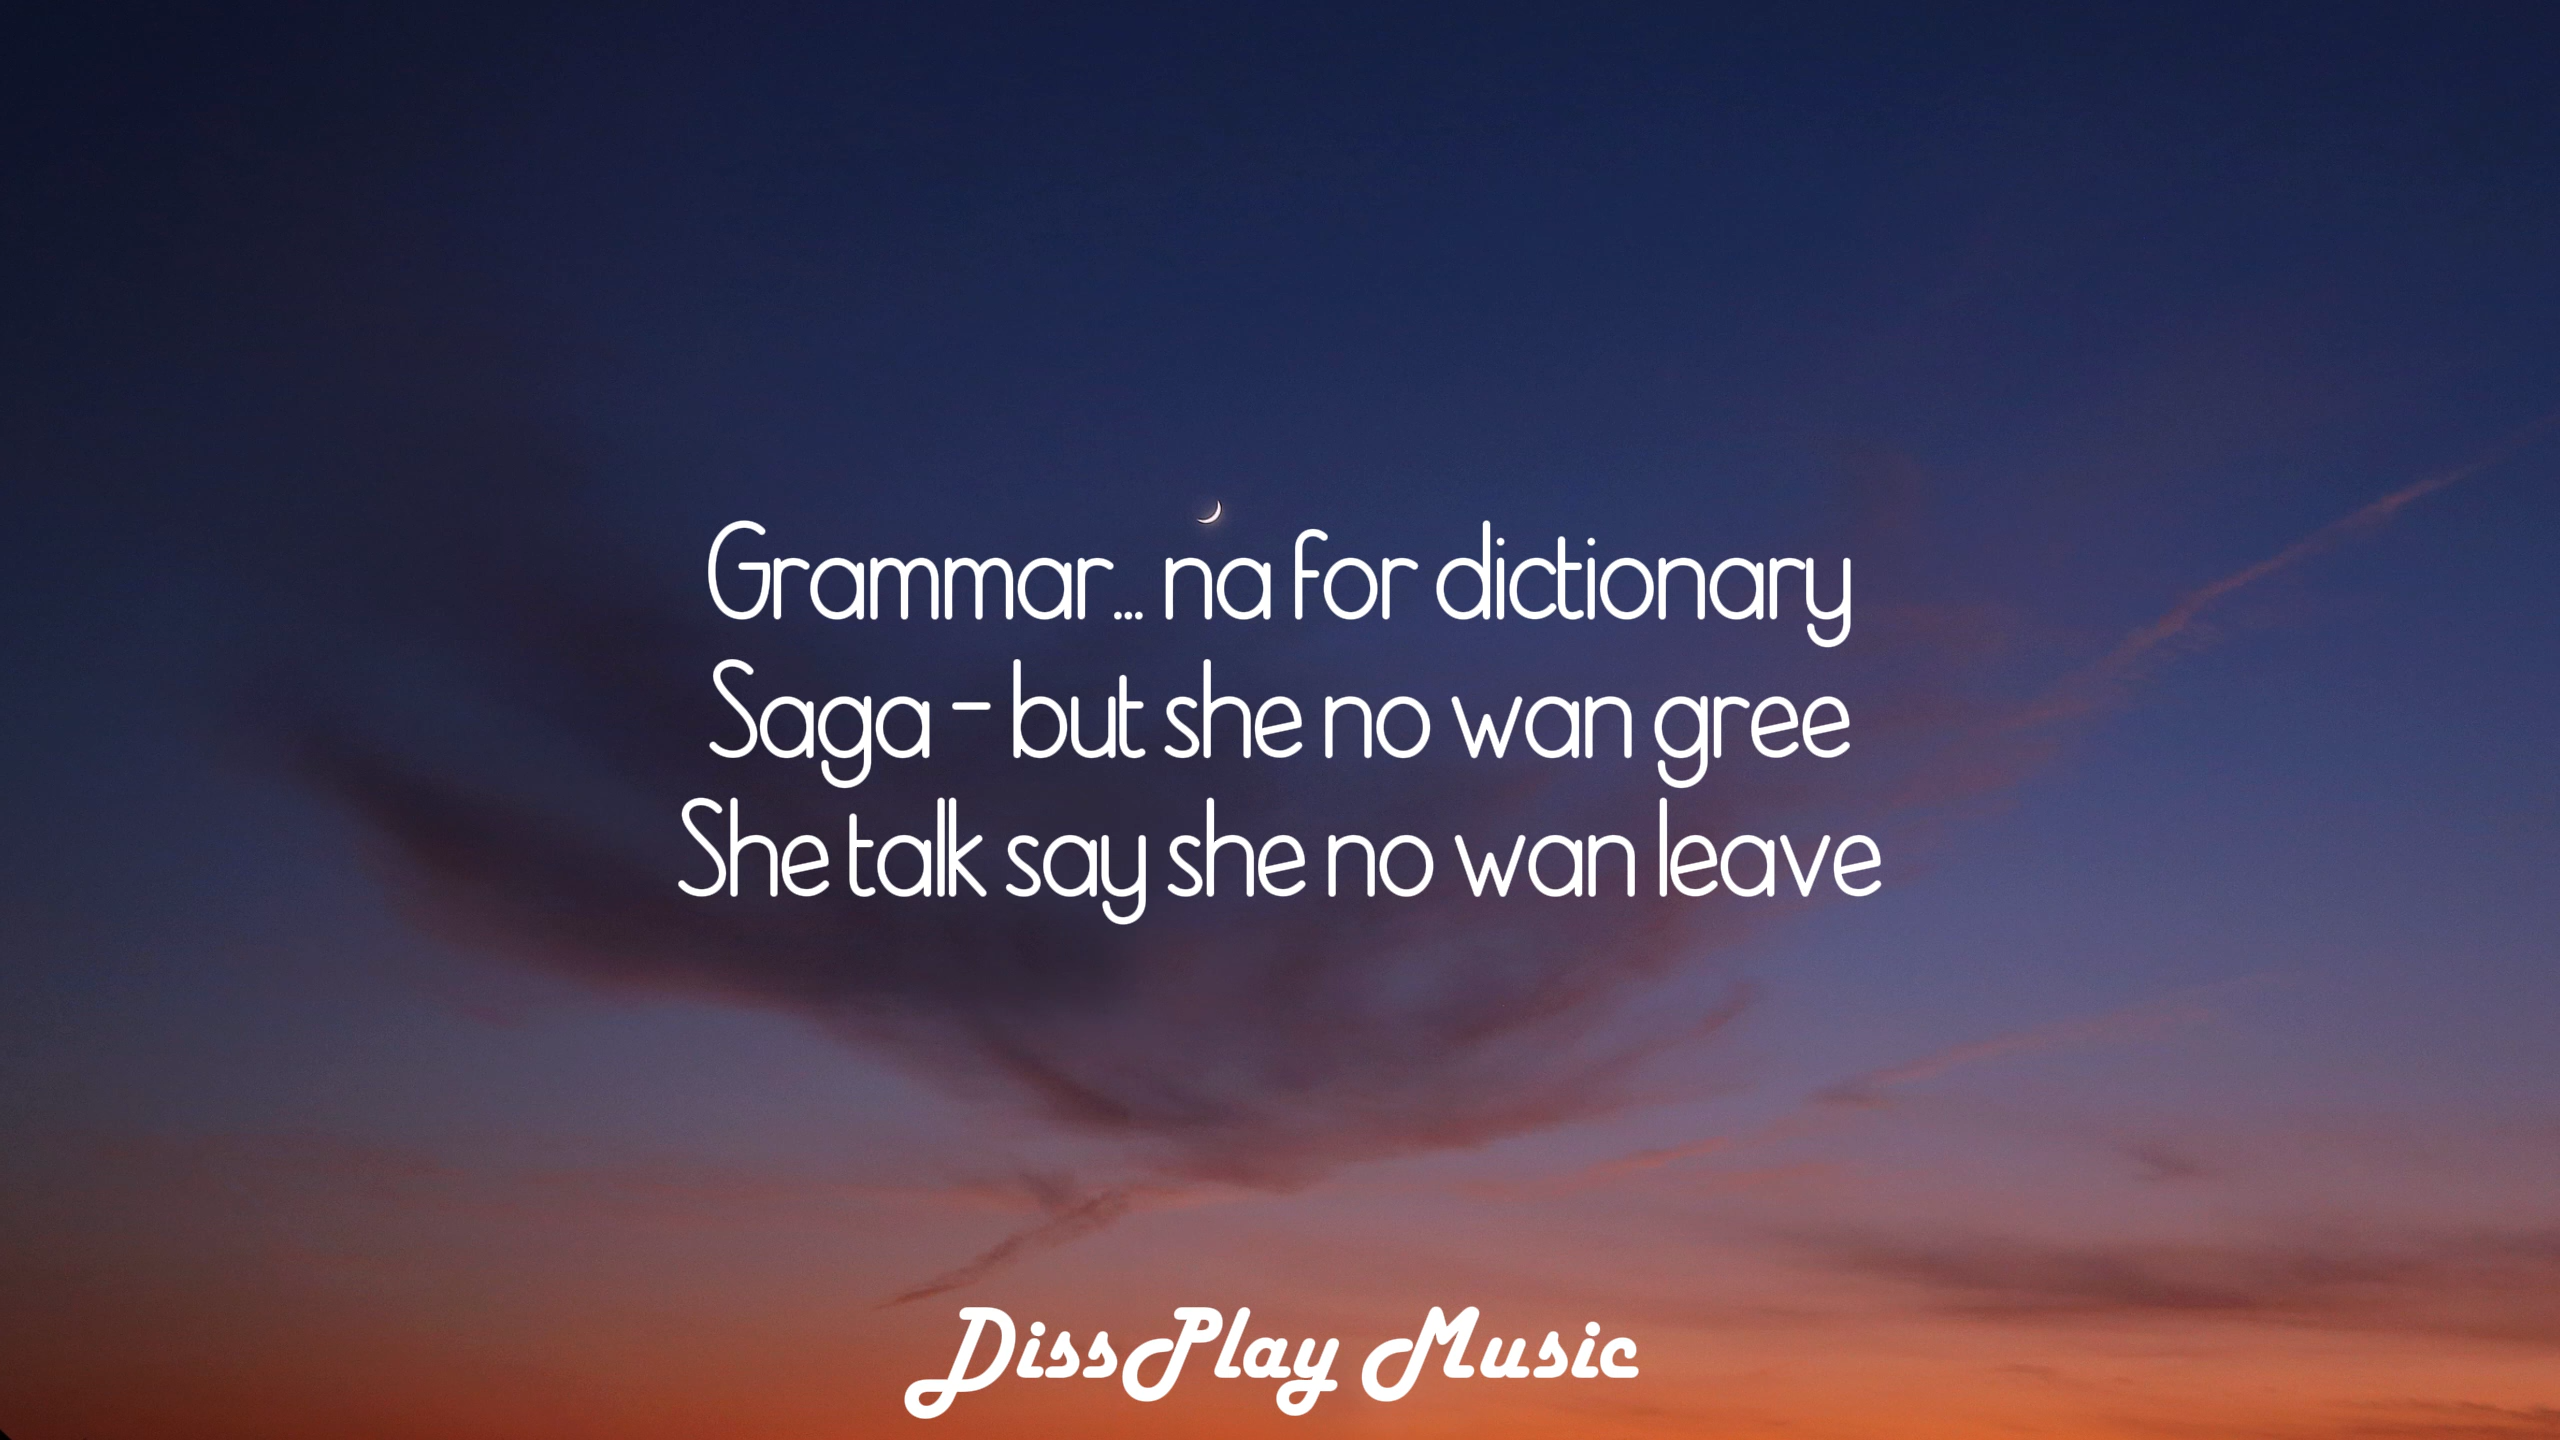 Grammar... na for dictionary
Saga - but she no wan gree
She talk say she no wan leave
DissPlay Music